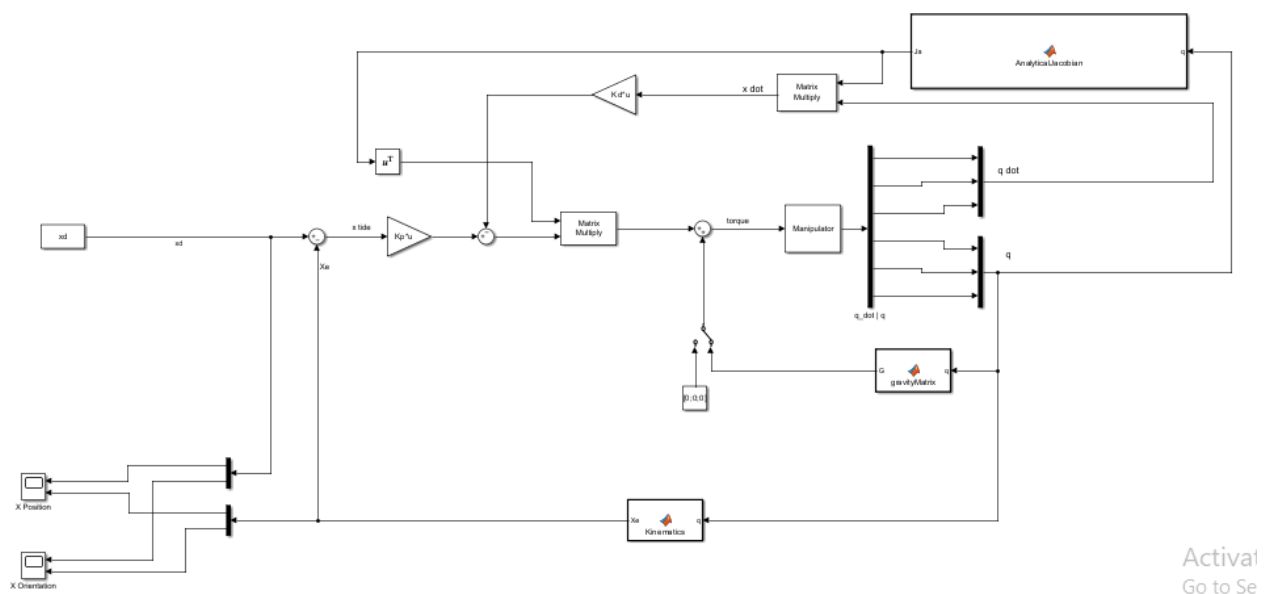 Ja
AnalyticalJacobian
q
Kd*u
x dot
Matrix
Multiply
uT
q dot
xd
xd
x tide
Kp*u
Matrix
Multiply
torque
Manipulator
Xe
q
q_dot | q
G
gravityMatrix
q
[0;0;0]
X Position
Xe
Kinematics
q
X Orientation
Activat
Go to Se